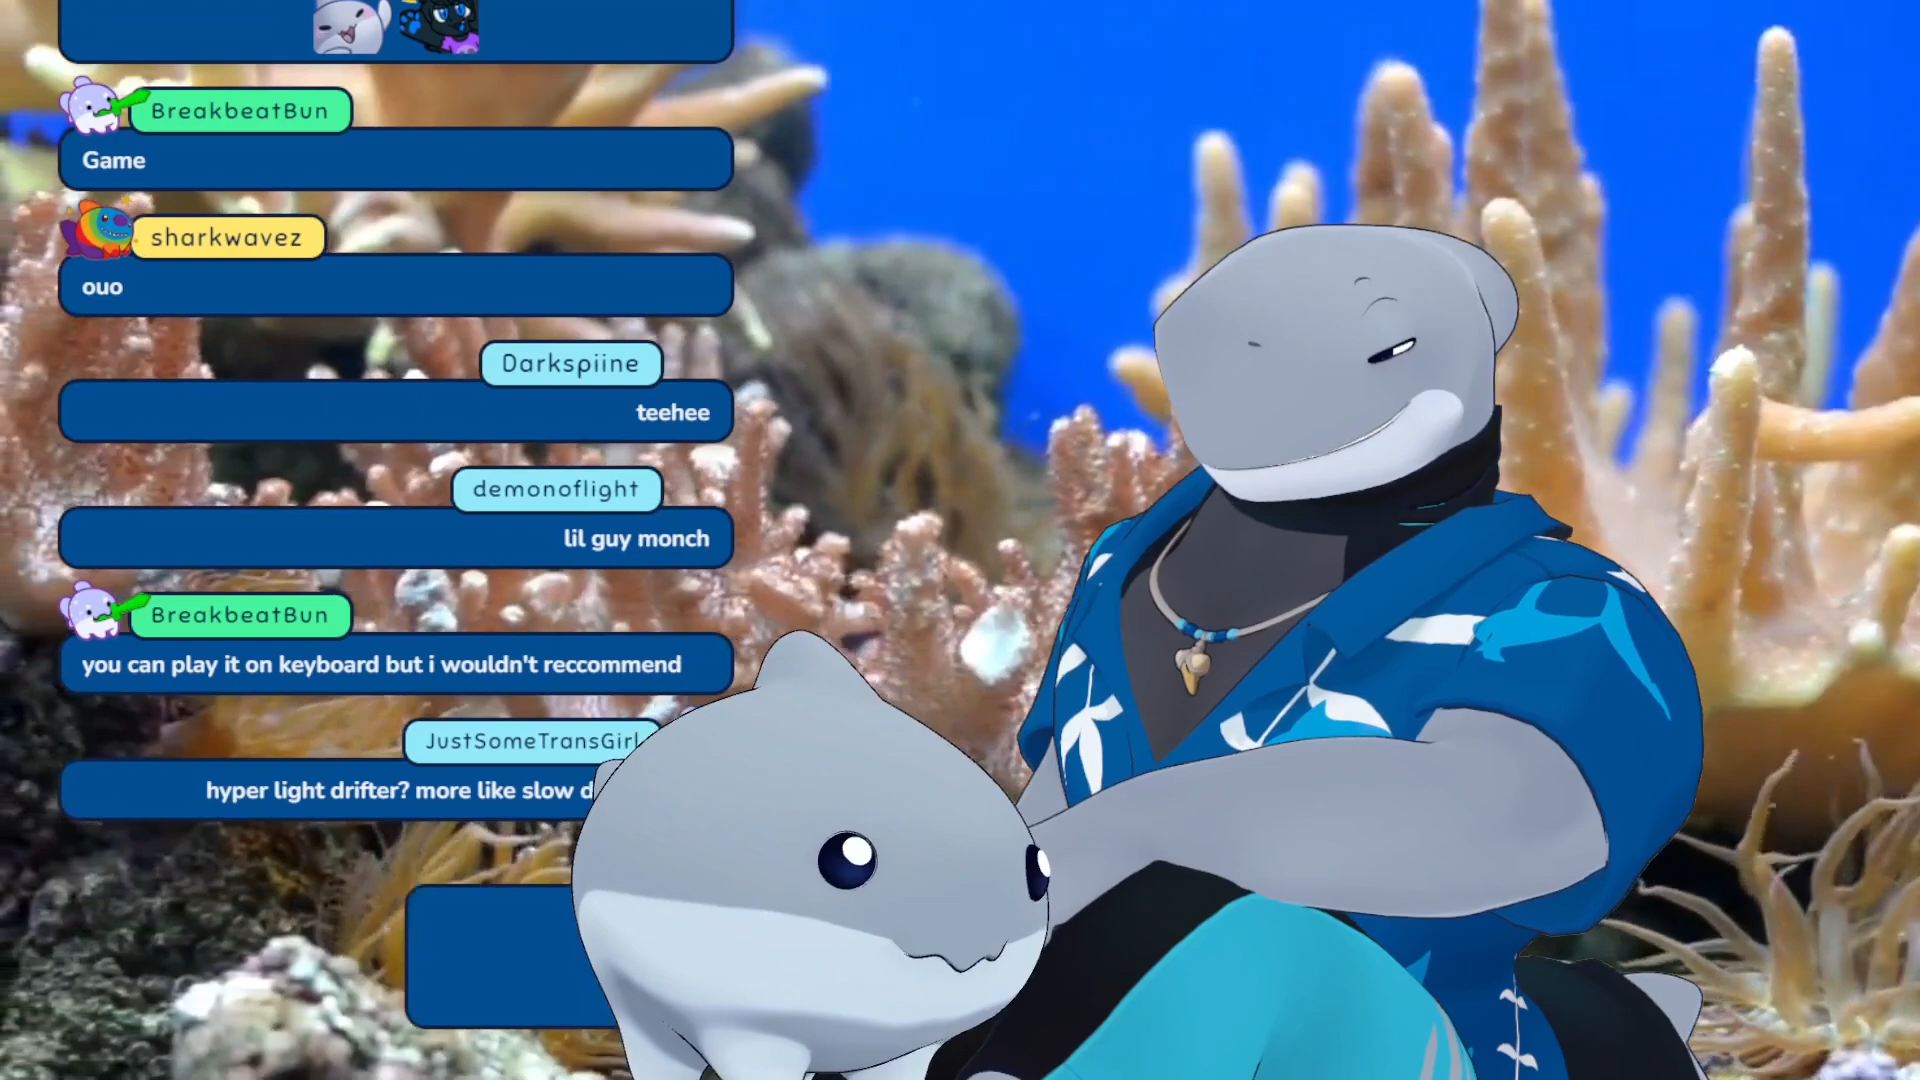 BreakbeatBun
Game
sharkwavez
ouo
Darkspiine
teehee
demonoflight
lil guy monch
BreakbeatBun
you can play it on keyboard but i wouldn't reccommend
JustSomeTransGirl
hyper light drifter? more like slow